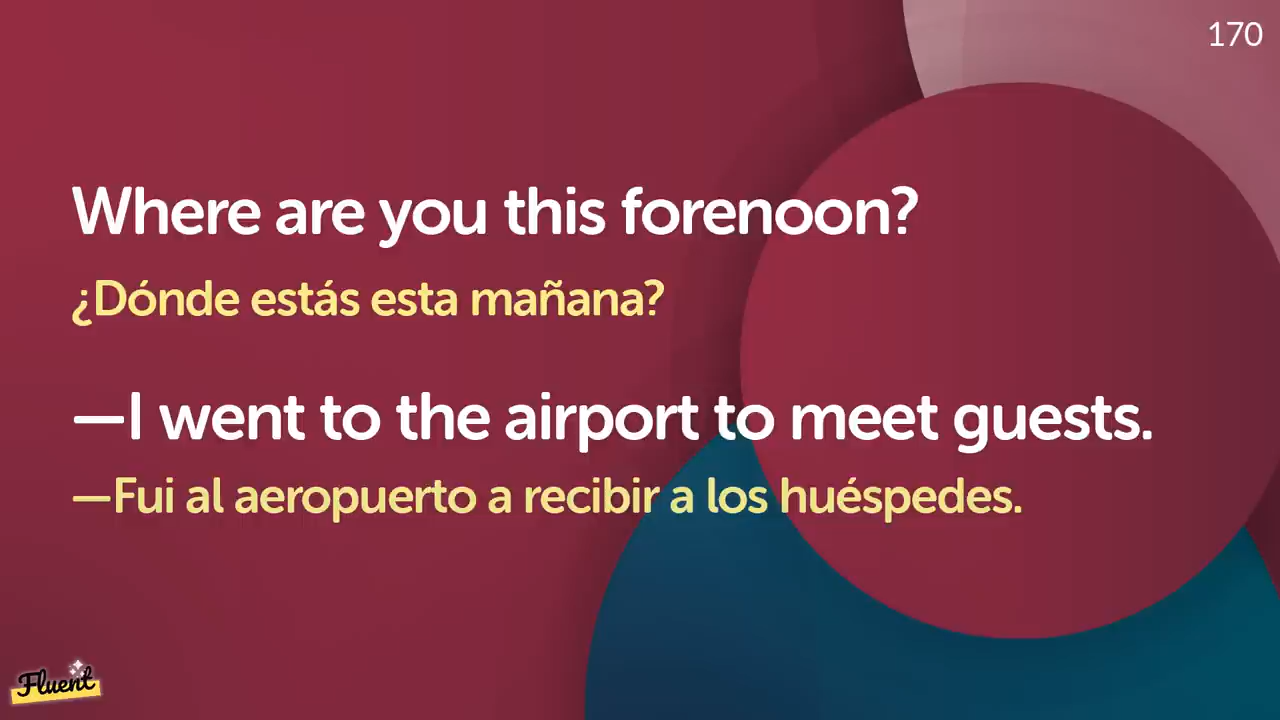 170
Where are you this forenoon?
¿Dónde estás esta mañana?
—I went to the airport to meet guests.
—Fui al aeropuerto a recibir a los huéspedes.
Fluent